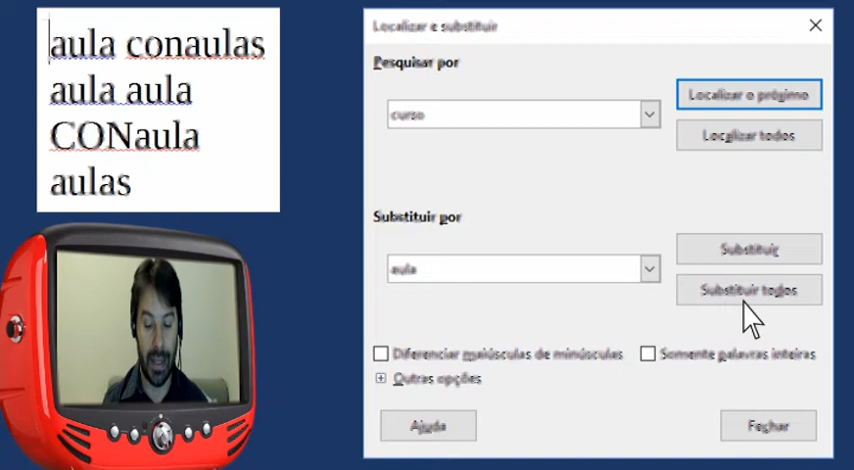 aula conaulas
aula aula
CONaula
aulas
Localizar e substituir
Pesquisar por
curso
Localizar o próximo
Localizar todos
Substituir por
aula
Substituir
Substituir todos
Diferenciar maiúsculas de minúsculas
Somente palavras inteiras
Outras opções
Ajuda
Fechar